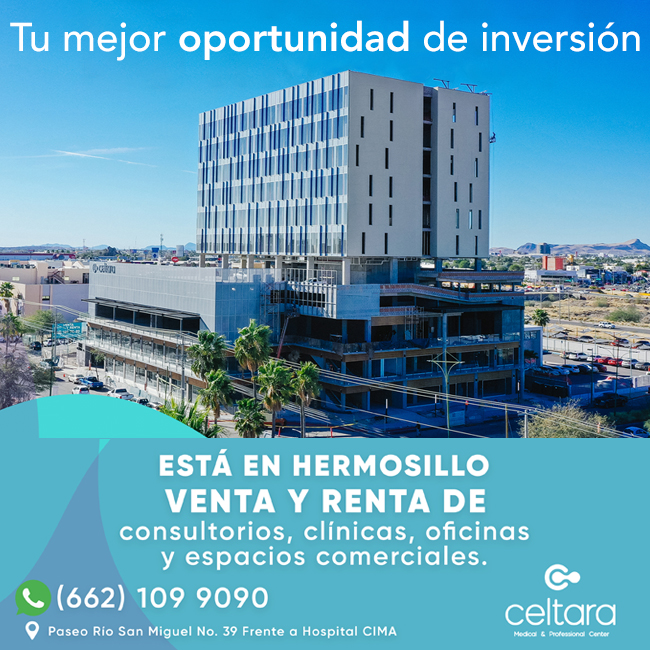 Tu mejor oportunidad de inversión
celtara
ESTÁ EN HERMOSILLO
VENTA Y RENTA DE
consultorios, clínicas, oficinas
y espacios comerciales.
(662) 109 9090
Paseo Río San Miguel No. 39 Frente a Hospital CIMA
celtara
Medical & Professional Center